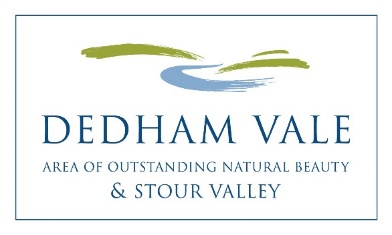 DEDHAM VALE
AREA OF OUTSTANDING NATURAL BEAUTY
& STOUR VALLEY